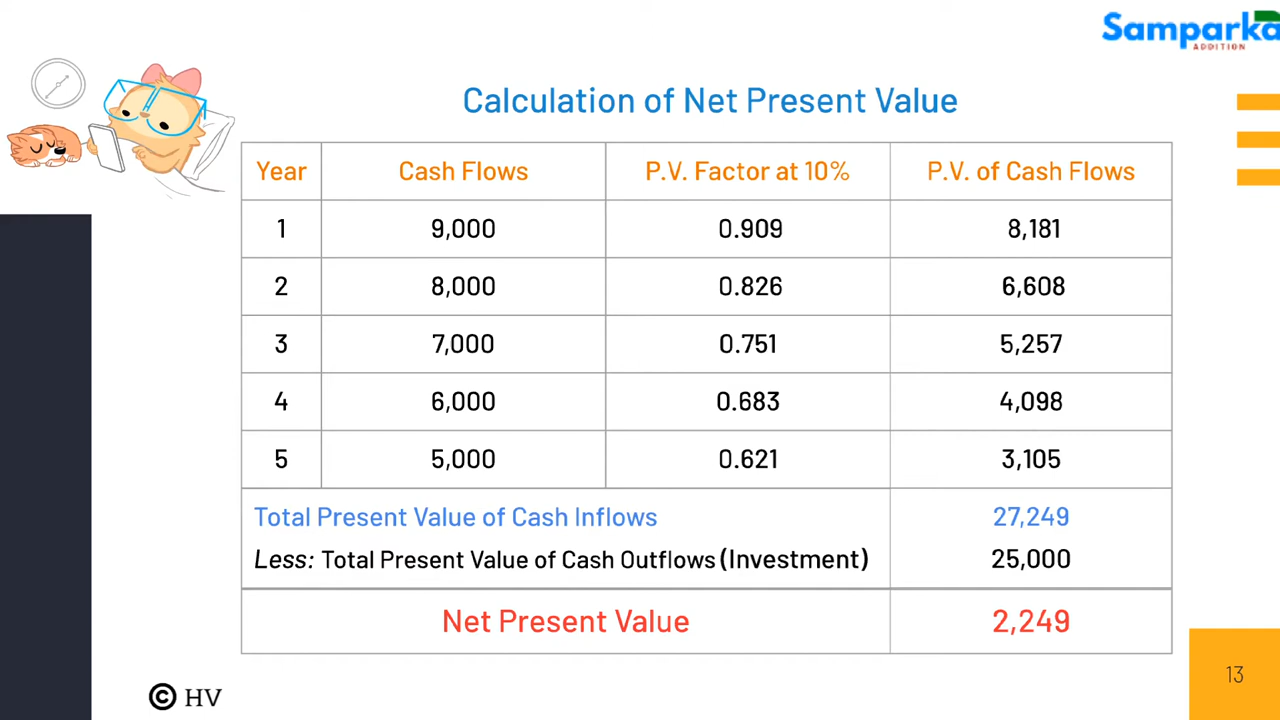 Samparka
ADDITION
Calculation of Net Present Value
Year Cash Flows P.V. Factor at 10% P.V. of Cash Flows
1 9,000 0.909 8,181
2 8,000 0.826 6,608
3 7,000 0.751 5,257
4 6,000 0.683 4,098
5 5,000 0.621 3,105
Total Present Value of Cash Inflows 27,249
Less: Total Present Value of Cash Outflows (Investment) 25,000
Net Present Value 2,249
13
© HV